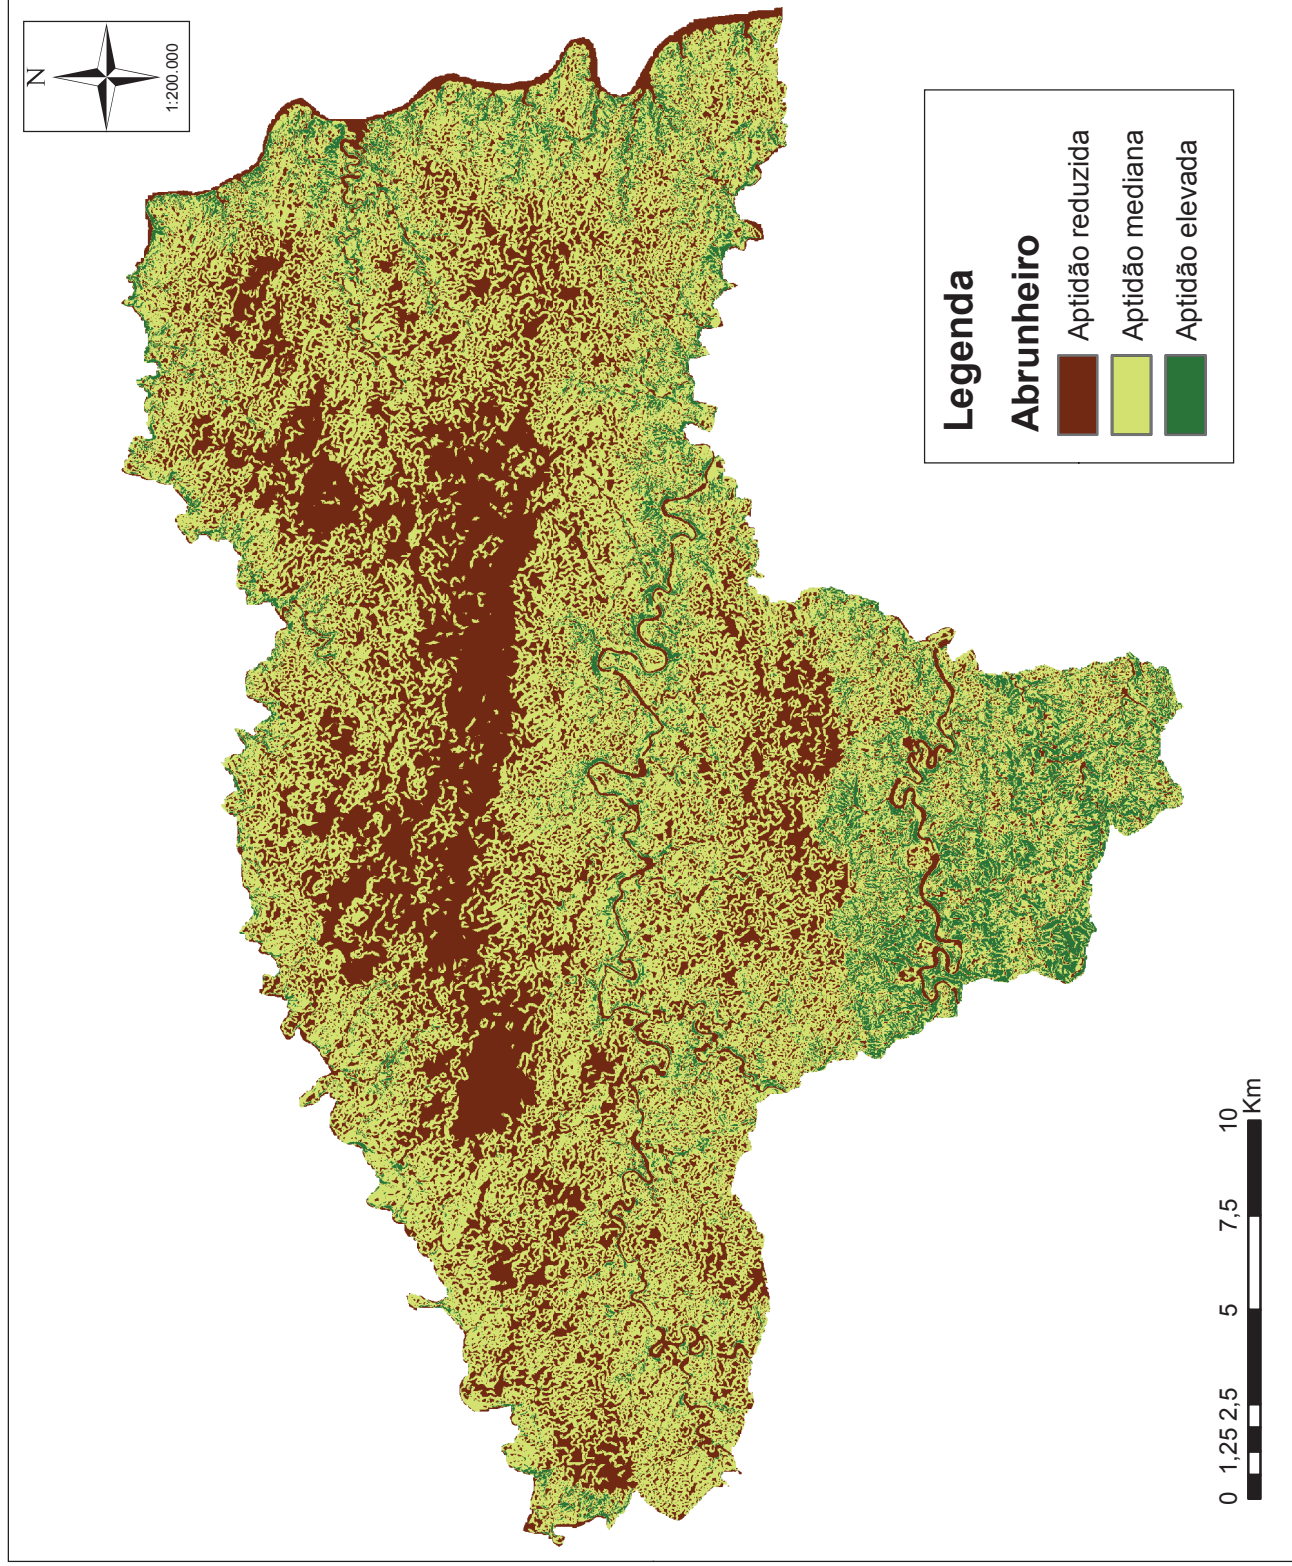 N
1:200.000
Legenda
Abrunheiro
Aptidão reduzida
Aptidão mediana
Aptidão elevada
0 1,25 2,5 5 7,5 10
Km